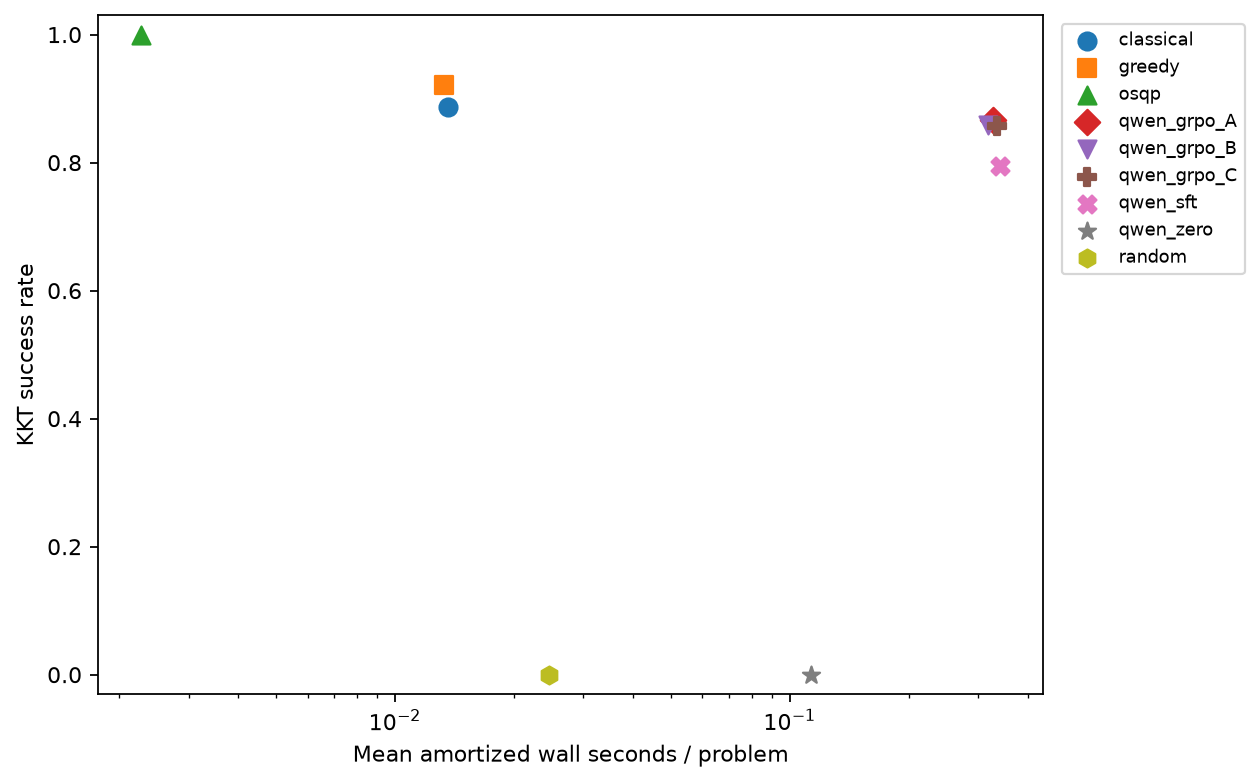 1.0
0.8
0.6
0.4
0.2
0.0
KKT success rate
10⁻²
10⁻¹
Mean amortized wall seconds / problem
classical
greedy
osqp
qwen_grpo_A
qwen_grpo_B
qwen_grpo_C
qwen_sft
qwen_zero
random